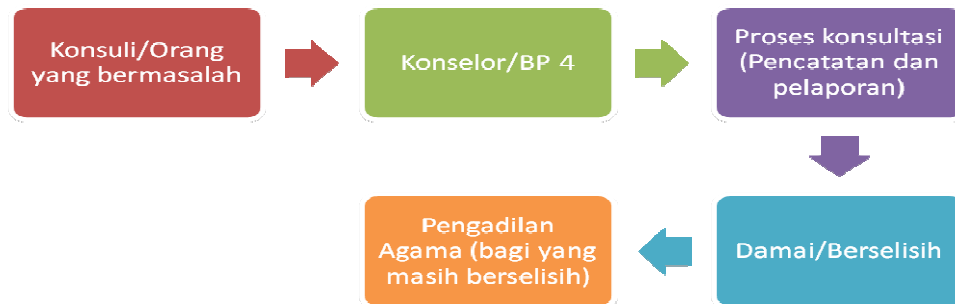 Konsuli/Orang
yang bermasalah
Konselor/BP 4
Proses konsultasi
(Pencatatan dan
pelaporan)
Damai/Berselisih
Pengadilan
Agama (bagi yang
masih berselisih)